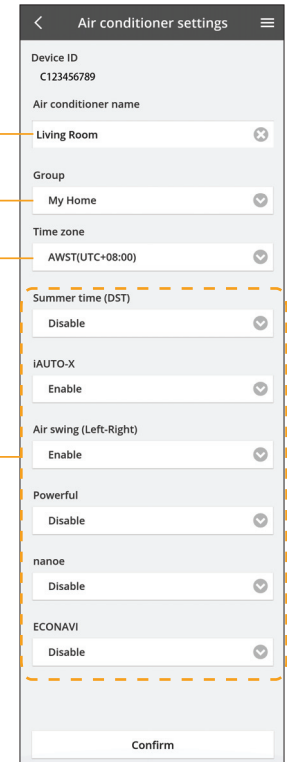 Air conditioner settings
Device ID
C123456789
Air conditioner name
Living Room
Group
My Home
Time zone
AWST(UTC+08:00)
Summer time (DST)
Disable
iAUTO-X
Enable
Air swing (Left-Right)
Enable
Powerful
Disable
nanoe
Disable
ECONAVI
Disable
Confirm